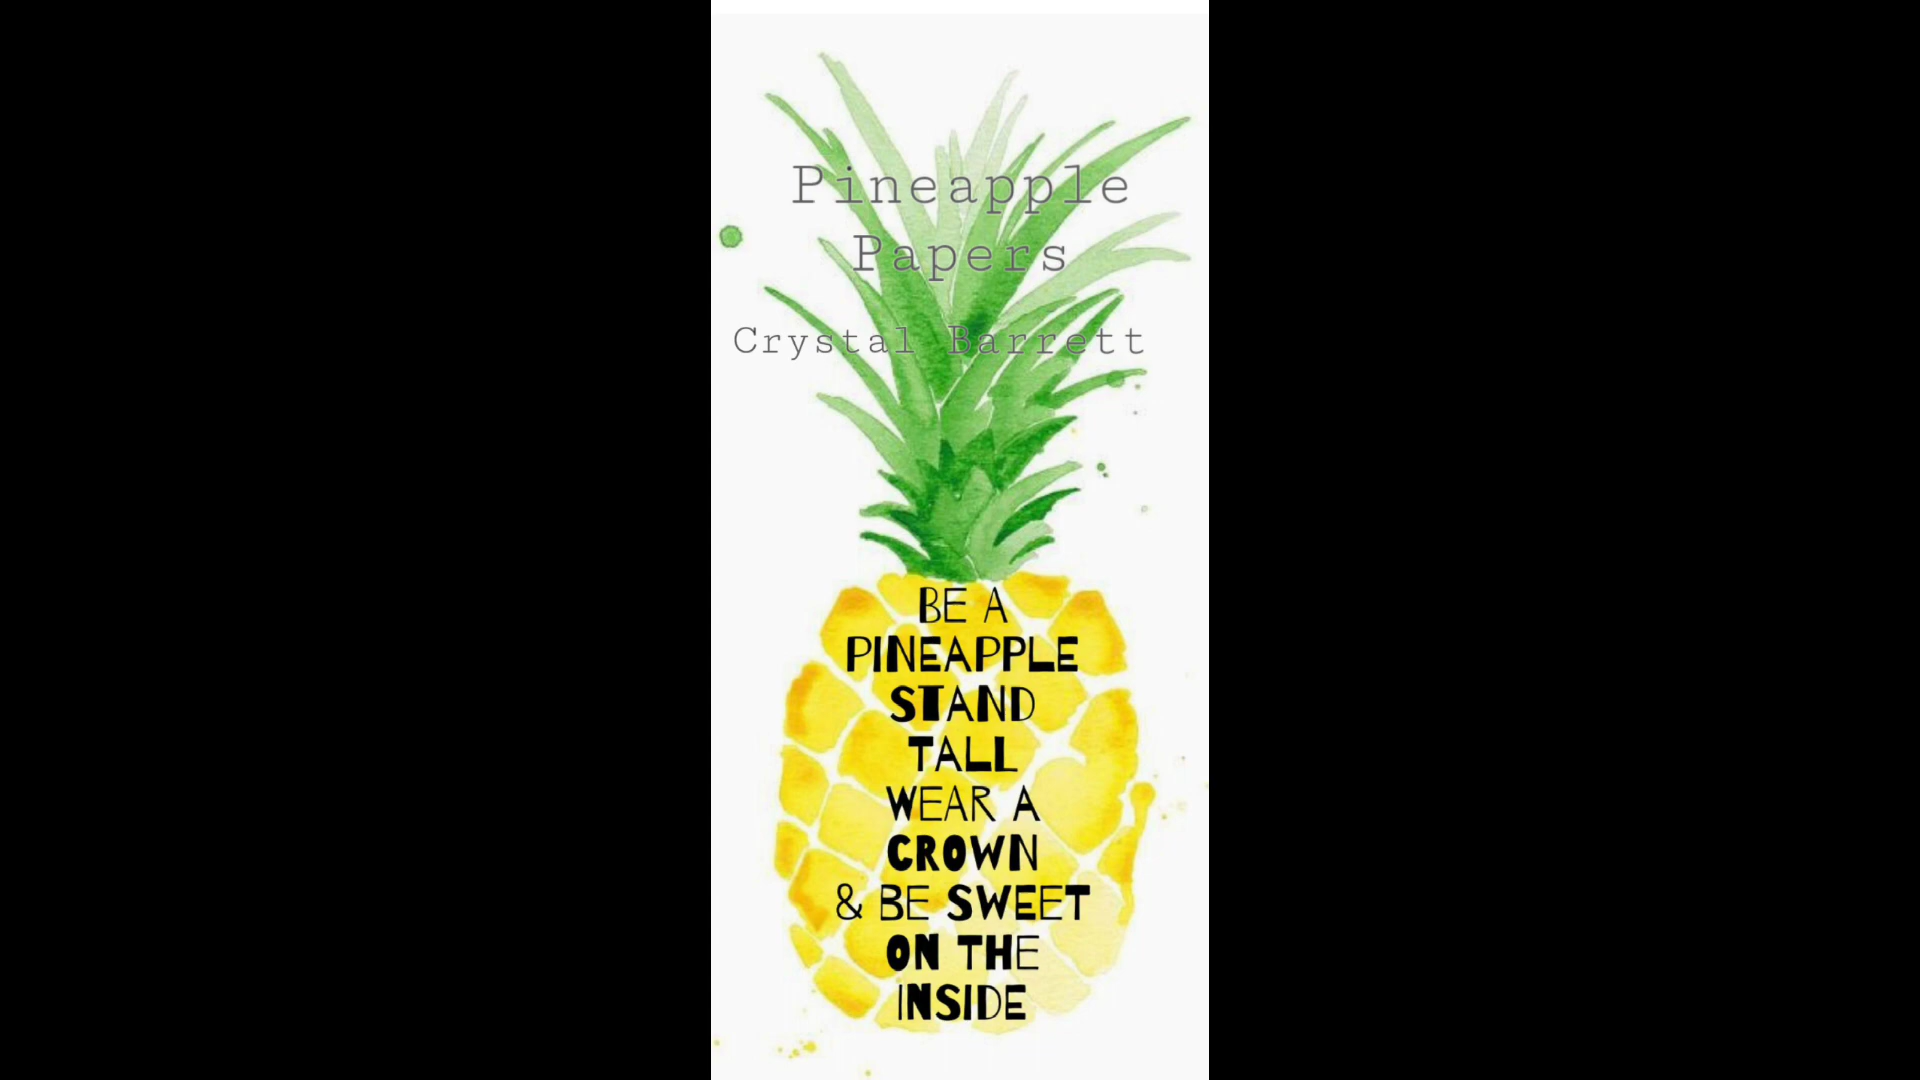 Pineapple
Papers
Crystal Barrett
BE A
PINEAPPLE
STAND
TALL
WEAR A
CROWN
& BE SWEET
ON THE
INSIDE